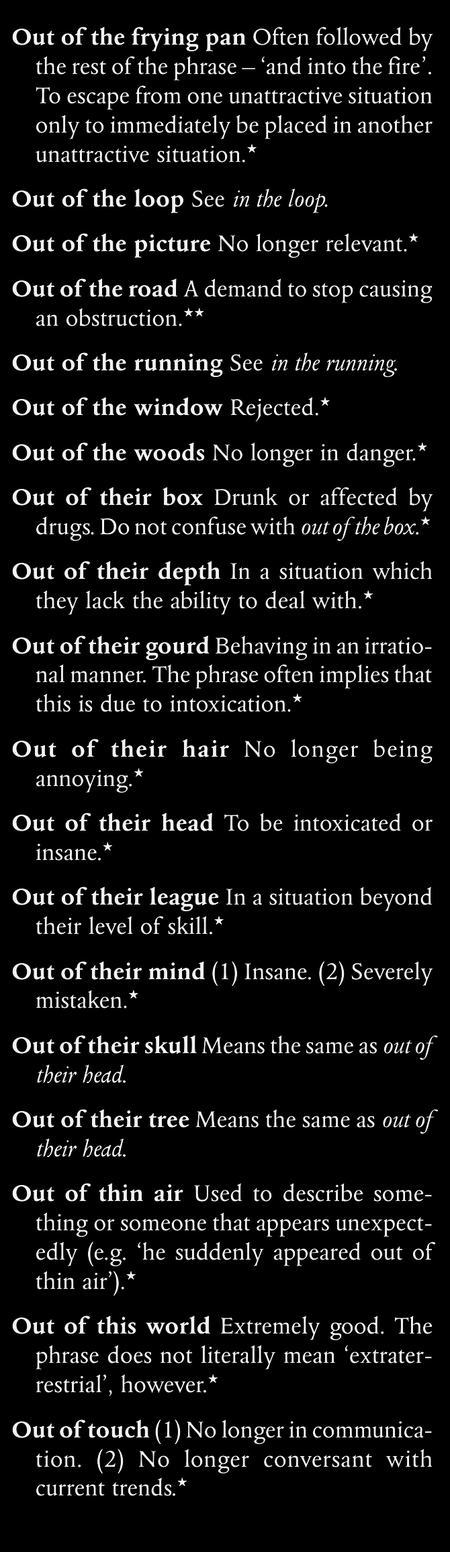 Out of the frying pan Often followed by
the rest of the phrase – ‘and into the fire’.
To escape from one unattractive situation
only to immediately be placed in another
unattractive situation.★
Out of the loop See in the loop.
Out of the picture No longer relevant.★
Out of the road A demand to stop causing
an obstruction.★★
Out of the running See in the running.
Out of the window Rejected.★
Out of the woods No longer in danger.★
Out of their box Drunk or affected by
drugs. Do not confuse with out of the box.★
Out of their depth In a situation which
they lack the ability to deal with.★
Out of their gourd Behaving in an irratio-
nal manner. The phrase often implies that
this is due to intoxication.★
Out of their hair No longer being
annoying.★
Out of their head To be intoxicated or
insane.★
Out of their league In a situation beyond
their level of skill.★
Out of their mind (1) Insane. (2) Severely
mistaken.★
Out of their skull Means the same as out of
their head.
Out of their tree Means the same as out of
their head.
Out of thin air Used to describe some-
thing or someone that appears unexpect-
edly (e.g. ‘he suddenly appeared out of
thin air’).★
Out of this world Extremely good. The
phrase does not literally mean ‘extrater-
restrial’, however.★
Out of touch (1) No longer in communica-
tion. (2) No longer conversant with
current trends.★